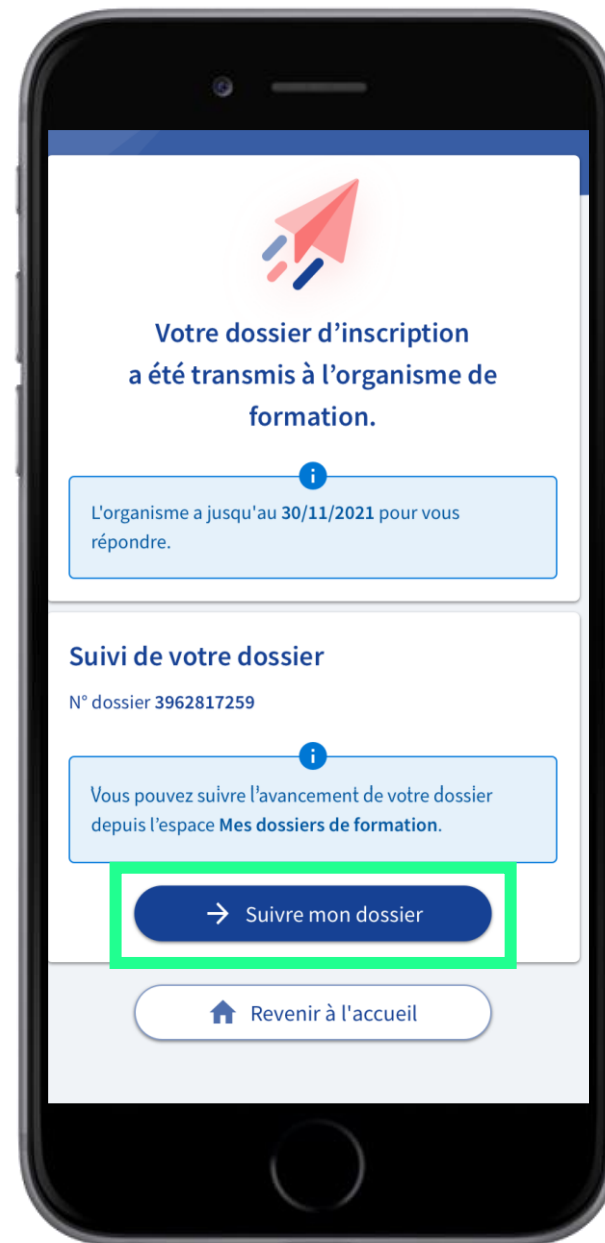 Votre dossier d’inscription
a été transmis à l’organisme de
formation.
L'organisme a jusqu'au 30/11/2021 pour vous
répondre.
Suivi de votre dossier
N° dossier 3962817259
Vous pouvez suivre l’avancement de votre dossier
depuis l’espace Mes dossiers de formation.
Suivre mon dossier
Revenir à l'accueil